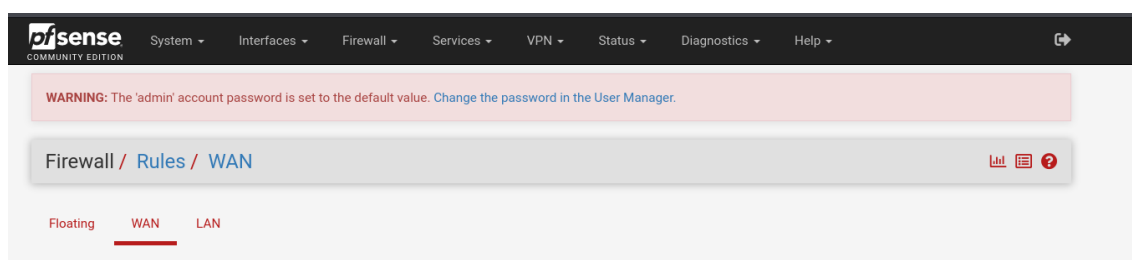 pfsense
COMMUNITY EDITION
System Interfaces Firewall Services VPN Status Diagnostics Help
WARNING: The 'admin' account password is set to the default value. Change the password in the User Manager.
Firewall / Rules / WAN
Floating WAN LAN